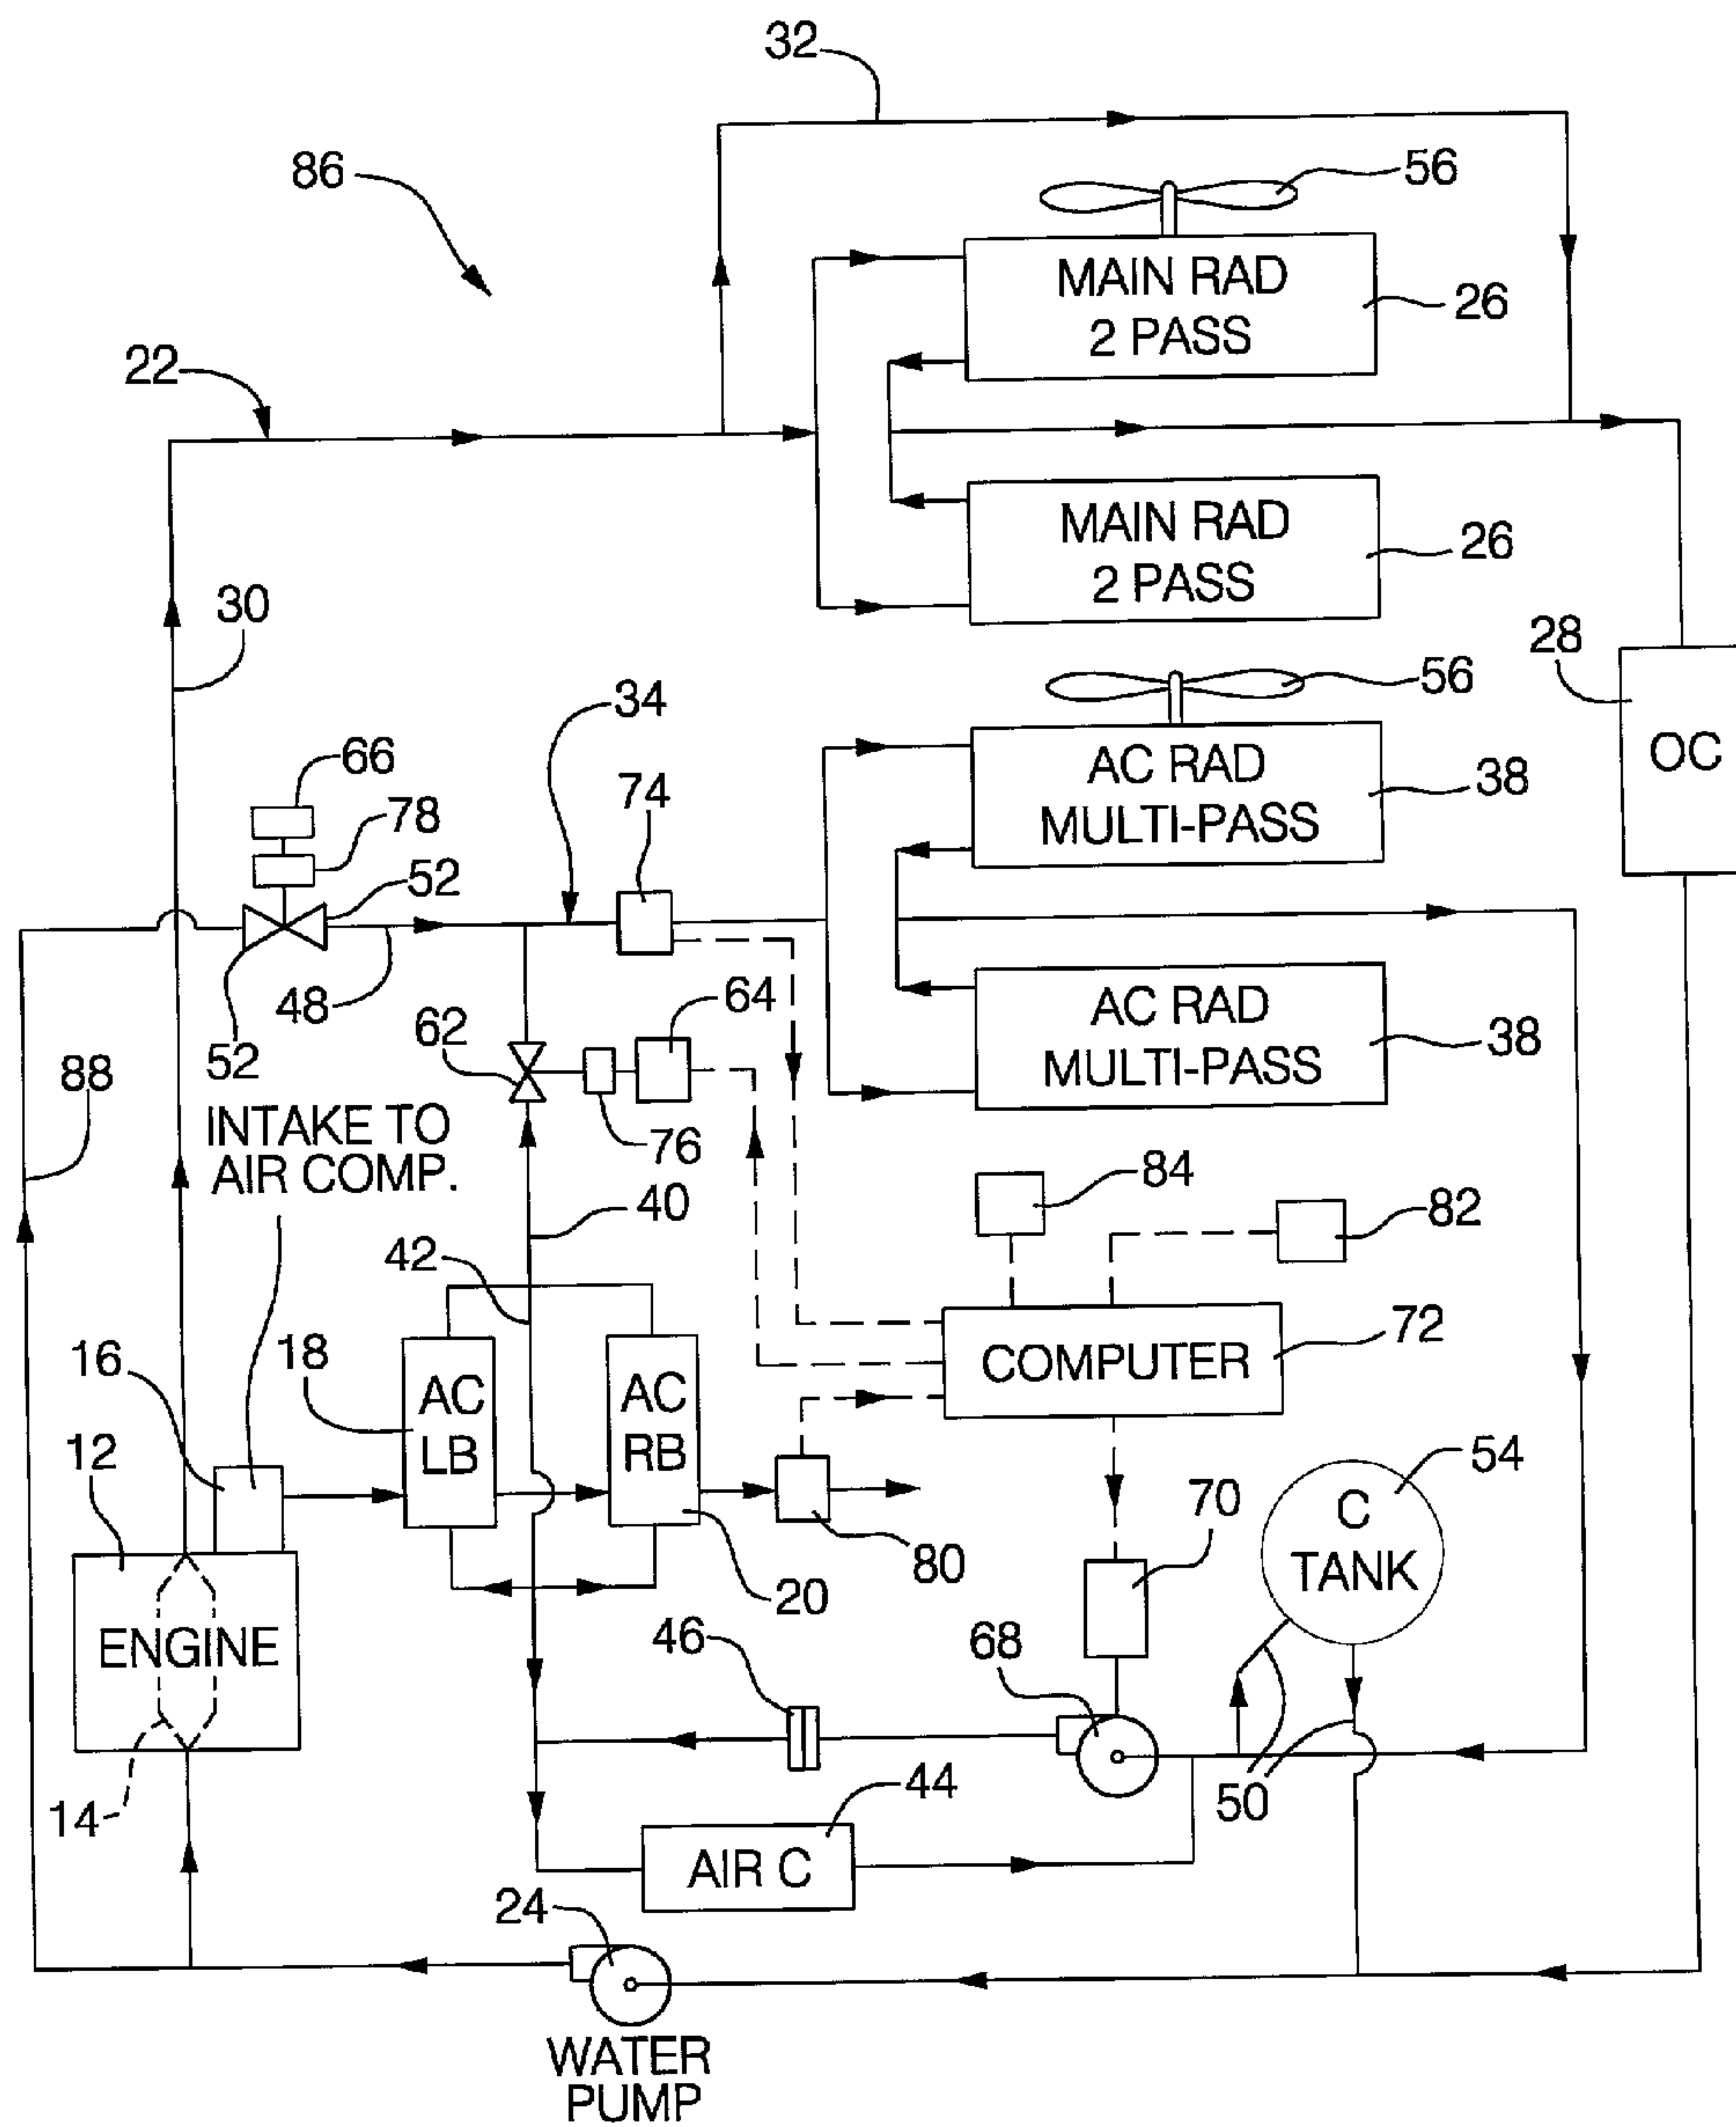 32
86
56
MAIN RAD
2 PASS
26
22
MAIN RAD
2 PASS
26
30
28
OC
56
34
66
74
78
AC RAD
MULTI-PASS
38
52
48
64
62
52
88
AC RAD
MULTI-PASS
38
INTAKE TO
AIR COMP.
76
84
40
82
42
72
COMPUTER
16
18
AC
LB
AC
RB
12
54
C
TANK
70
80
20
ENGINE
46
68
14
44
50
AIR C
24
WATER
PUMP